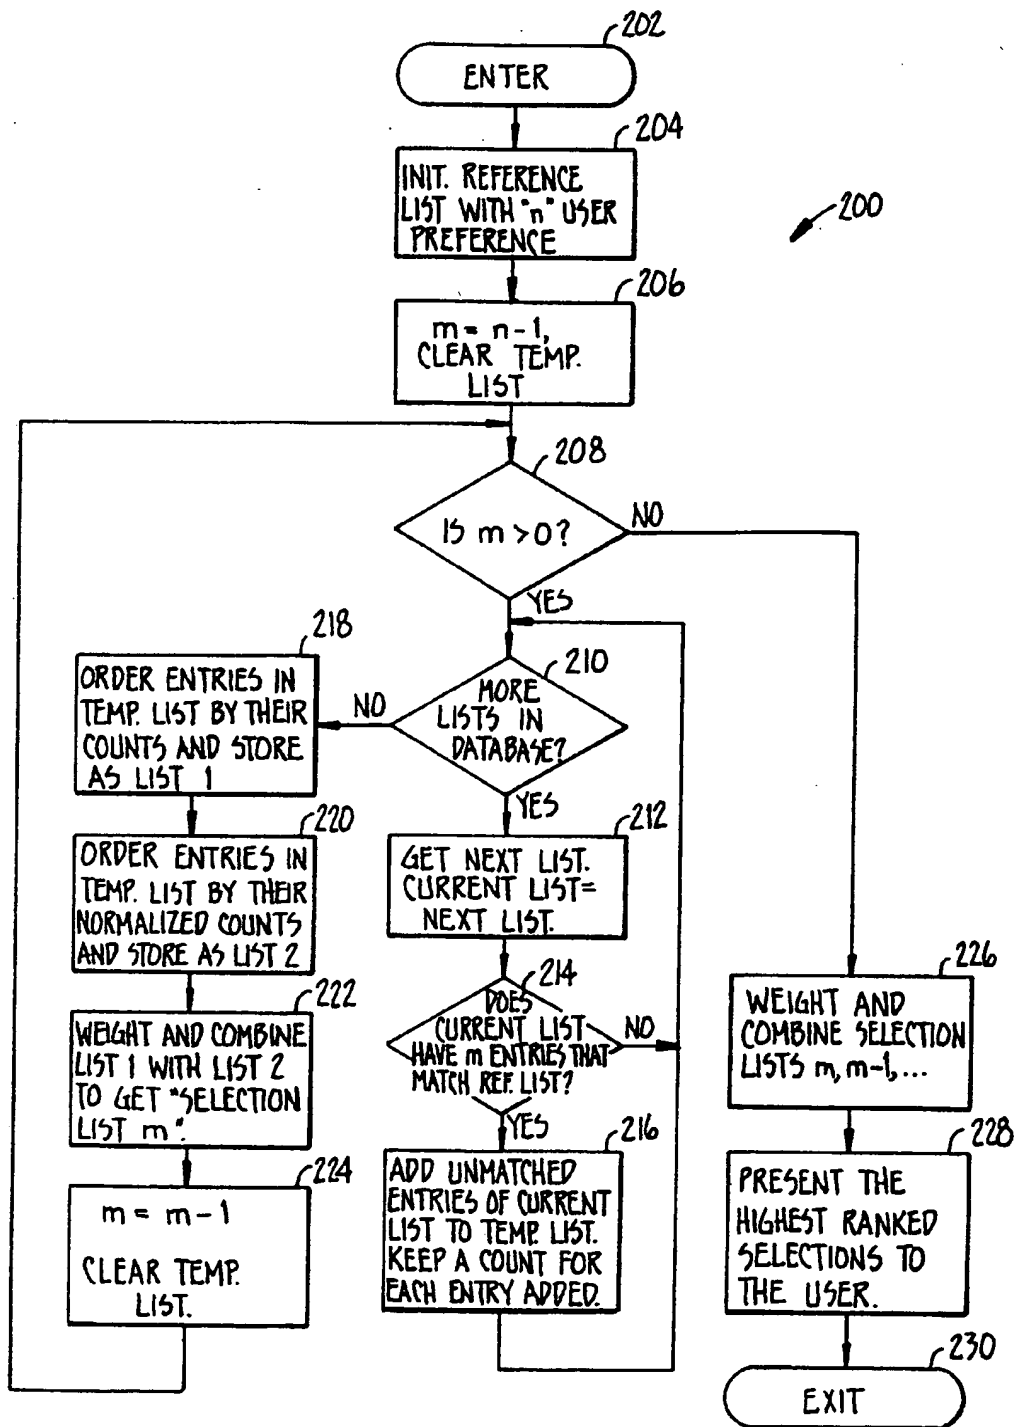 202
ENTER
204
INIT. REFERENCE
LIST WITH "n" USER
PREFERENCE
200
206
m = n-1,
CLEAR TEMP.
LIST
208
IS m > 0?
NO
YES
210
MORE
LISTS IN
DATABASE?
NO
YES
218
ORDER ENTRIES IN
TEMP. LIST BY THEIR
COUNTS AND STORE
AS LIST 1
220
ORDER ENTRIES IN
TEMP. LIST BY THEIR
NORMALIZED COUNTS
AND STORE AS LIST 2
222
WEIGHT AND COMBINE
LIST 1 WITH LIST 2
TO GET "SELECTION
LIST m".
224
m = m-1
CLEAR TEMP.
LIST.
212
GET NEXT LIST.
CURRENT LIST=
NEXT LIST.
214
DOES
CURRENT LIST
HAVE m ENTRIES THAT
MATCH REF. LIST?
NO
YES
216
ADD UNMATCHED
ENTRIES OF CURRENT
LIST TO TEMP. LIST.
KEEP A COUNT FOR
EACH ENTRY ADDED.
226
WEIGHT AND
COMBINE SELECTION
LISTS m, m-1, ...
228
PRESENT THE
HIGHEST RANKED
SELECTIONS TO
THE USER.
230
EXIT